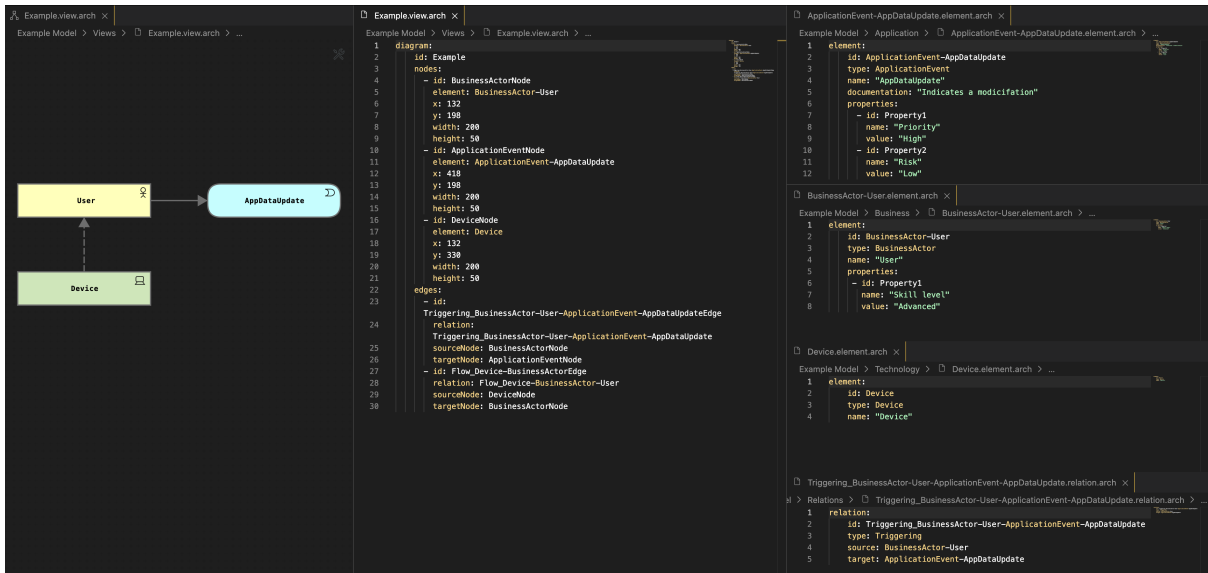 Example.view.arch ×
Example Model > Views > Example.view.arch > ...
User
AppDataUpdate
Device
Example.view.arch ×
Example Model > Views > Example.view.arch > ...
1 diagram:
2 id: Example
3 nodes:
4 - id: BusinessActorNode
5 element: BusinessActor-User
6 x: 132
7 y: 198
8 width: 200
9 height: 50
10 - id: ApplicationEventNode
11 element: ApplicationEvent-AppDataUpdate
12 x: 418
13 y: 198
14 width: 200
15 height: 50
16 - id: DeviceNode
17 element: Device
18 x: 132
19 y: 330
20 width: 200
21 height: 50
22 edges:
23 - id:
Triggering_BusinessActor-User-ApplicationEvent-AppDataUpdateEdge
24 relation:
Triggering_BusinessActor-User-ApplicationEvent-AppDataUpdate
25 sourceNode: BusinessActorNode
26 targetNode: ApplicationEventNode
27 - id: Flow_Device-BusinessActorEdge
28 relation: Flow_Device-BusinessActor-User
29 sourceNode: DeviceNode
30 targetNode: BusinessActorNode
ApplicationEvent-AppDataUpdate.element.arch ×
Example Model > Application > ApplicationEvent-AppDataUpdate.element.arch > ...
1 element:
2 id: ApplicationEvent-AppDataUpdate
3 type: ApplicationEvent
4 name: "AppDataUpdate"
5 documentation: "Indicates a modicifation"
6 properties:
7 - id: Property1
8 name: "Priority"
9 value: "High"
10 - id: Property2
11 name: "Risk"
12 value: "Low"
BusinessActor-User.element.arch ×
Example Model > Business > BusinessActor-User.element.arch > ...
1 element:
2 id: BusinessActor-User
3 type: BusinessActor
4 name: "User"
5 properties:
6 - id: Property1
7 name: "Skill level"
8 value: "Advanced"
Device.element.arch ×
Example Model > Technology > Device.element.arch > ...
1 element:
2 id: Device
3 type: Device
4 name: "Device"
Triggering_BusinessActor-User-ApplicationEvent-AppDataUpdate.relation.arch ×
el > Relations > Triggering_BusinessActor-User-ApplicationEvent-AppDataUpdate.relation.arch > ...
1 relation:
2 id: Triggering_BusinessActor-User-ApplicationEvent-AppDataUpdate
3 type: Triggering
4 source: BusinessActor-User
5 target: ApplicationEvent-AppDataUpdate